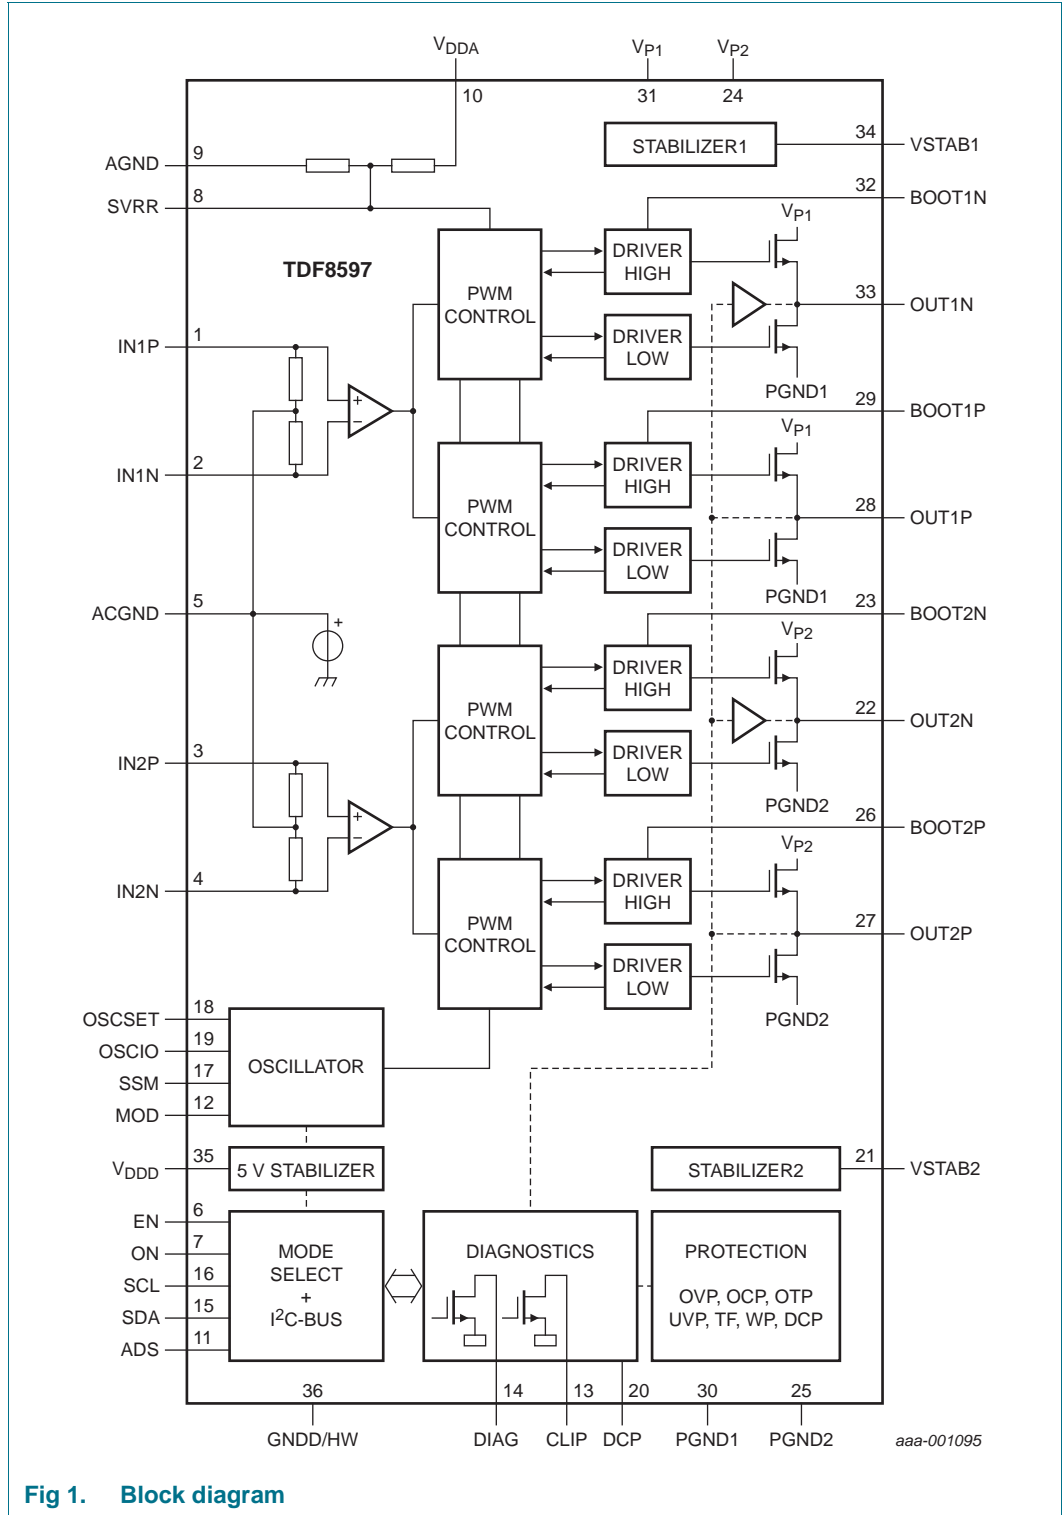 VDDA
VP1
VP2
10
31
24
AGND
9
STABILIZER1
34
VSTAB1
SVRR
8
32
BOOT1N
VP1
TDF8597
PWM
CONTROL
DRIVER
HIGH
33
OUT1N
IN1P
1
DRIVER
LOW
PGND1
+
−
29
BOOT1P
VP1
IN1N
2
PWM
CONTROL
DRIVER
HIGH
28
OUT1P
DRIVER
LOW
PGND1
ACGND
5
+
23
BOOT2N
VP2
PWM
CONTROL
DRIVER
HIGH
22
OUT2N
IN2P
3
DRIVER
LOW
PGND2
+
−
26
BOOT2P
VP2
IN2N
4
PWM
CONTROL
DRIVER
HIGH
27
OUT2P
DRIVER
LOW
PGND2
OSCSET
18
OSCIO
19
SSM
17
MOD
12
OSCILLATOR
VDDD
35
5 V STABILIZER
STABILIZER2
21
VSTAB2
EN
6
ON
7
SCL
16
SDA
15
ADS
11
MODE
SELECT
+
I2C-BUS
DIAGNOSTICS
PROTECTION
OVP, OCP, OTP
UVP, TF, WP, DCP
36
14
13
20
30
25
GNDD/HW
DIAG
CLIP
DCP
PGND1
PGND2
aaa-001095
Fig 1. Block diagram